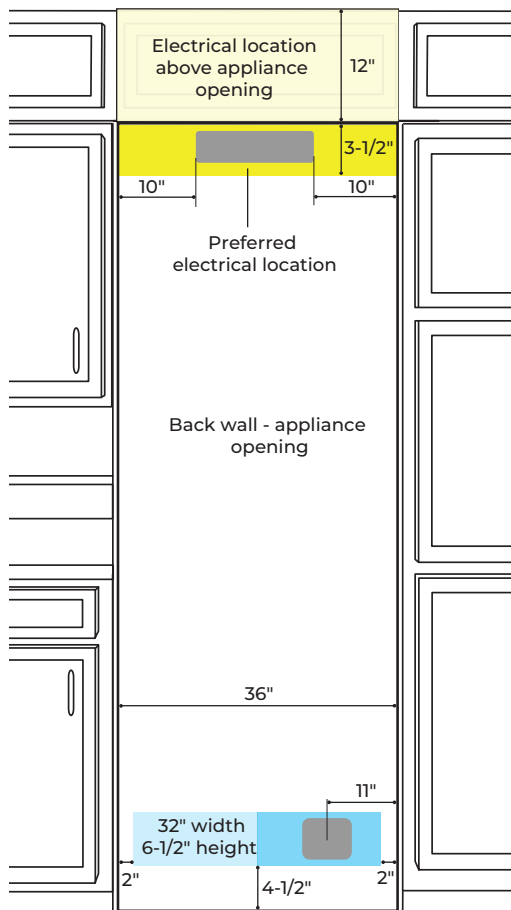 Electrical location
above appliance
opening
12"
3-1/2"
10"
10"
Preferred
electrical location
Back wall - appliance
opening
36"
11"
32" width
6-1/2" height
2"
4-1/2"
2"